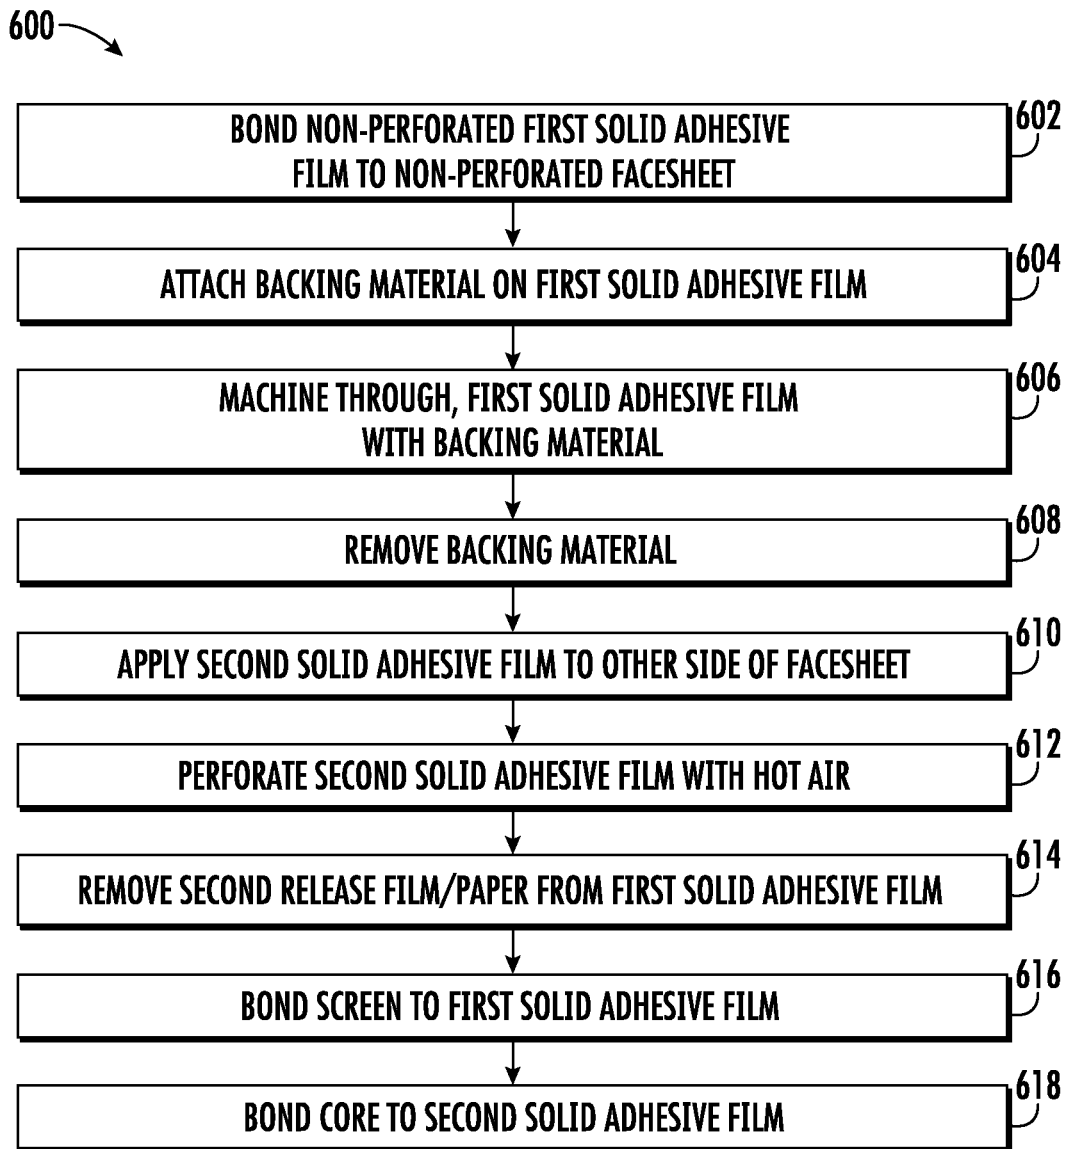 600
602
BOND NON-PERFORATED FIRST SOLID ADHESIVE
FILM TO NON-PERFORATED FACESHEET
604
ATTACH BACKING MATERIAL ON FIRST SOLID ADHESIVE FILM
606
MACHINE THROUGH, FIRST SOLID ADHESIVE FILM
WITH BACKING MATERIAL
608
REMOVE BACKING MATERIAL
610
APPLY SECOND SOLID ADHESIVE FILM TO OTHER SIDE OF FACESHEET
612
PERFORATE SECOND SOLID ADHESIVE FILM WITH HOT AIR
614
REMOVE SECOND RELEASE FILM/PAPER FROM FIRST SOLID ADHESIVE FILM
616
BOND SCREEN TO FIRST SOLID ADHESIVE FILM
618
BOND CORE TO SECOND SOLID ADHESIVE FILM